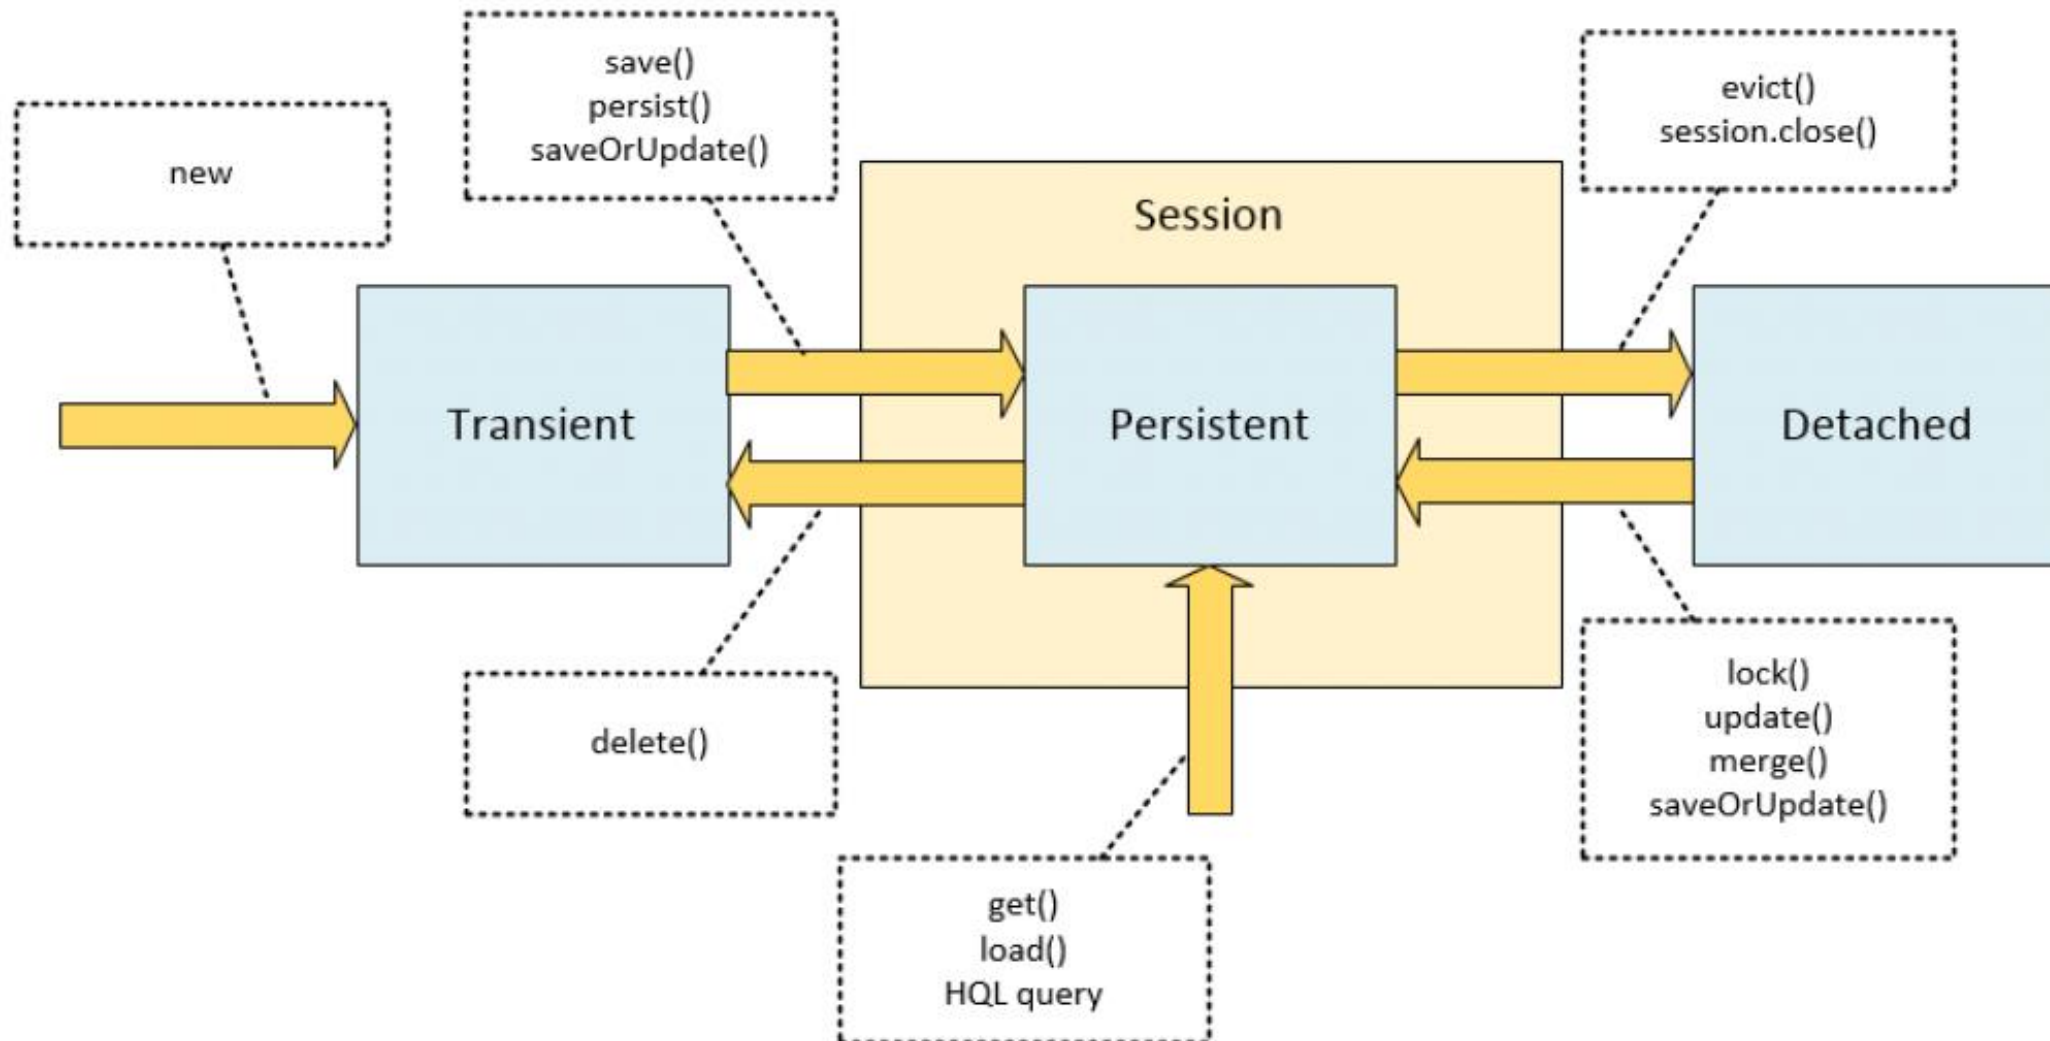 new
save()
persist()
saveOrUpdate()
evict()
session.close()
Session
Transient
Persistent
Detached
delete()
lock()
update()
merge()
saveOrUpdate()
get()
load()
HQL query